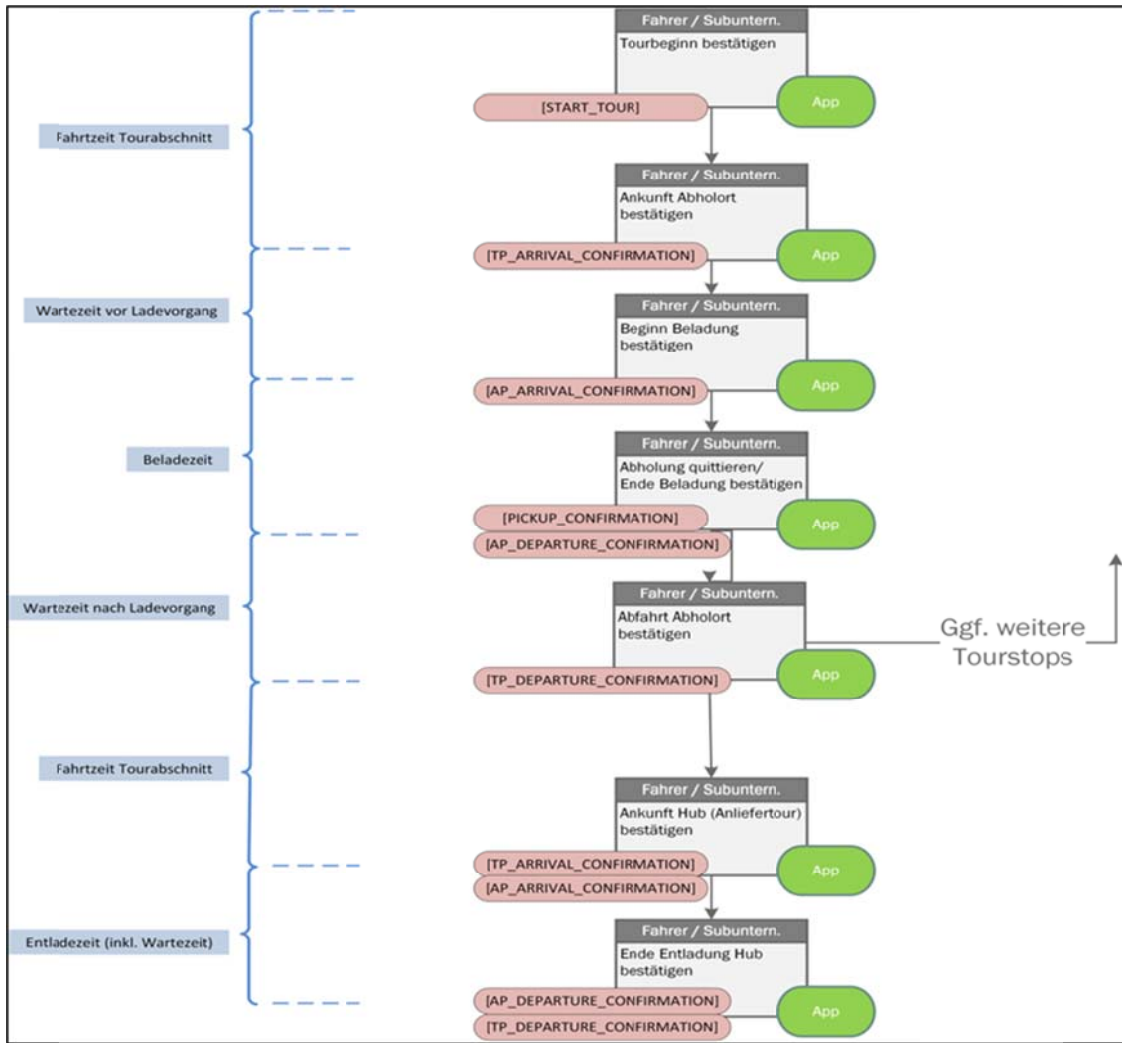 Fahrer / Subuntern.
Tourbeginn bestätigen
App
[START_TOUR]
Fahrtzeit Tourabschnitt
Fahrer / Subuntern.
Ankunft Abholort
bestätigen
App
[TP_ARRIVAL_CONFIRMATION]
Wartezeit vor Ladevorgang
Fahrer / Subuntern.
Beginn Beladung
bestätigen
App
[AP_ARRIVAL_CONFIRMATION]
Beladezeit
Fahrer / Subuntern.
Abholung quittieren/
Ende Beladung bestätigen
App
[PICKUP_CONFIRMATION]
[AP_DEPARTURE_CONFIRMATION]
Wartezeit nach Ladevorgang
Fahrer / Subuntern.
Abfahrt Abholort
bestätigen
App
[TP_DEPARTURE_CONFIRMATION]
Ggf. weitere
Tourstops
Fahrtzeit Tourabschnitt
Fahrer / Subuntern.
Ankunft Hub (Anliefertour)
bestätigen
App
[TP_ARRIVAL_CONFIRMATION]
[AP_ARRIVAL_CONFIRMATION]
Entladezeit (inkl. Wartezeit)
Fahrer / Subuntern.
Ende Entladung Hub
bestätigen
App
[AP_DEPARTURE_CONFIRMATION]
[TP_DEPARTURE_CONFIRMATION]